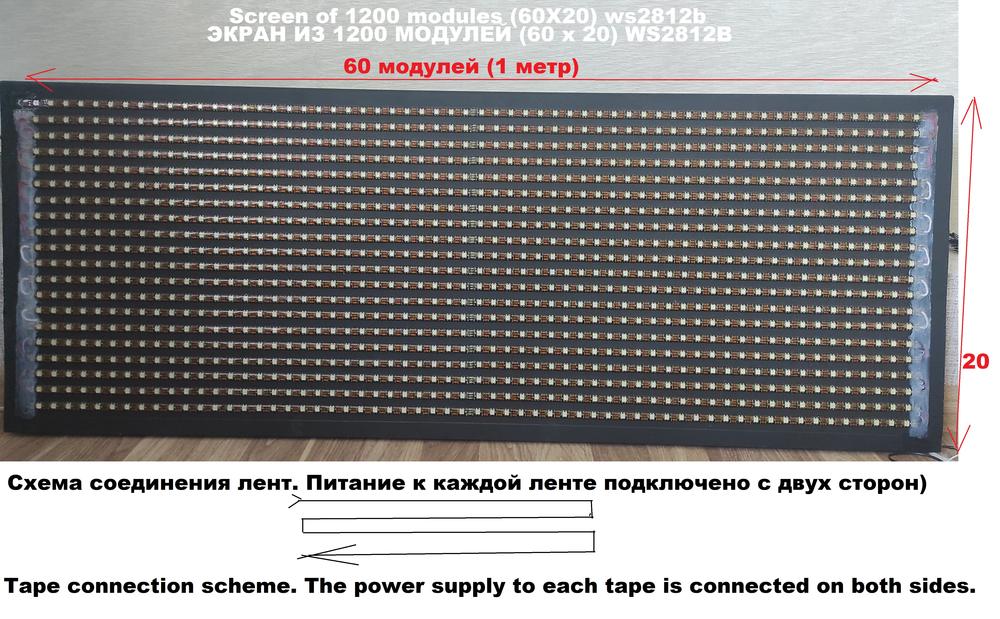 Screen of 1200 modules (60X20) ws2812b
ЭКРАН ИЗ 1200 МОДУЛЕЙ (60 x 20) WS2812B
60 модулей (1 метр)
20
Схема соединения лент. Питание к каждой ленте подключено с двух сторон)
Tape connection scheme. The power supply to each tape is connected on both sides.